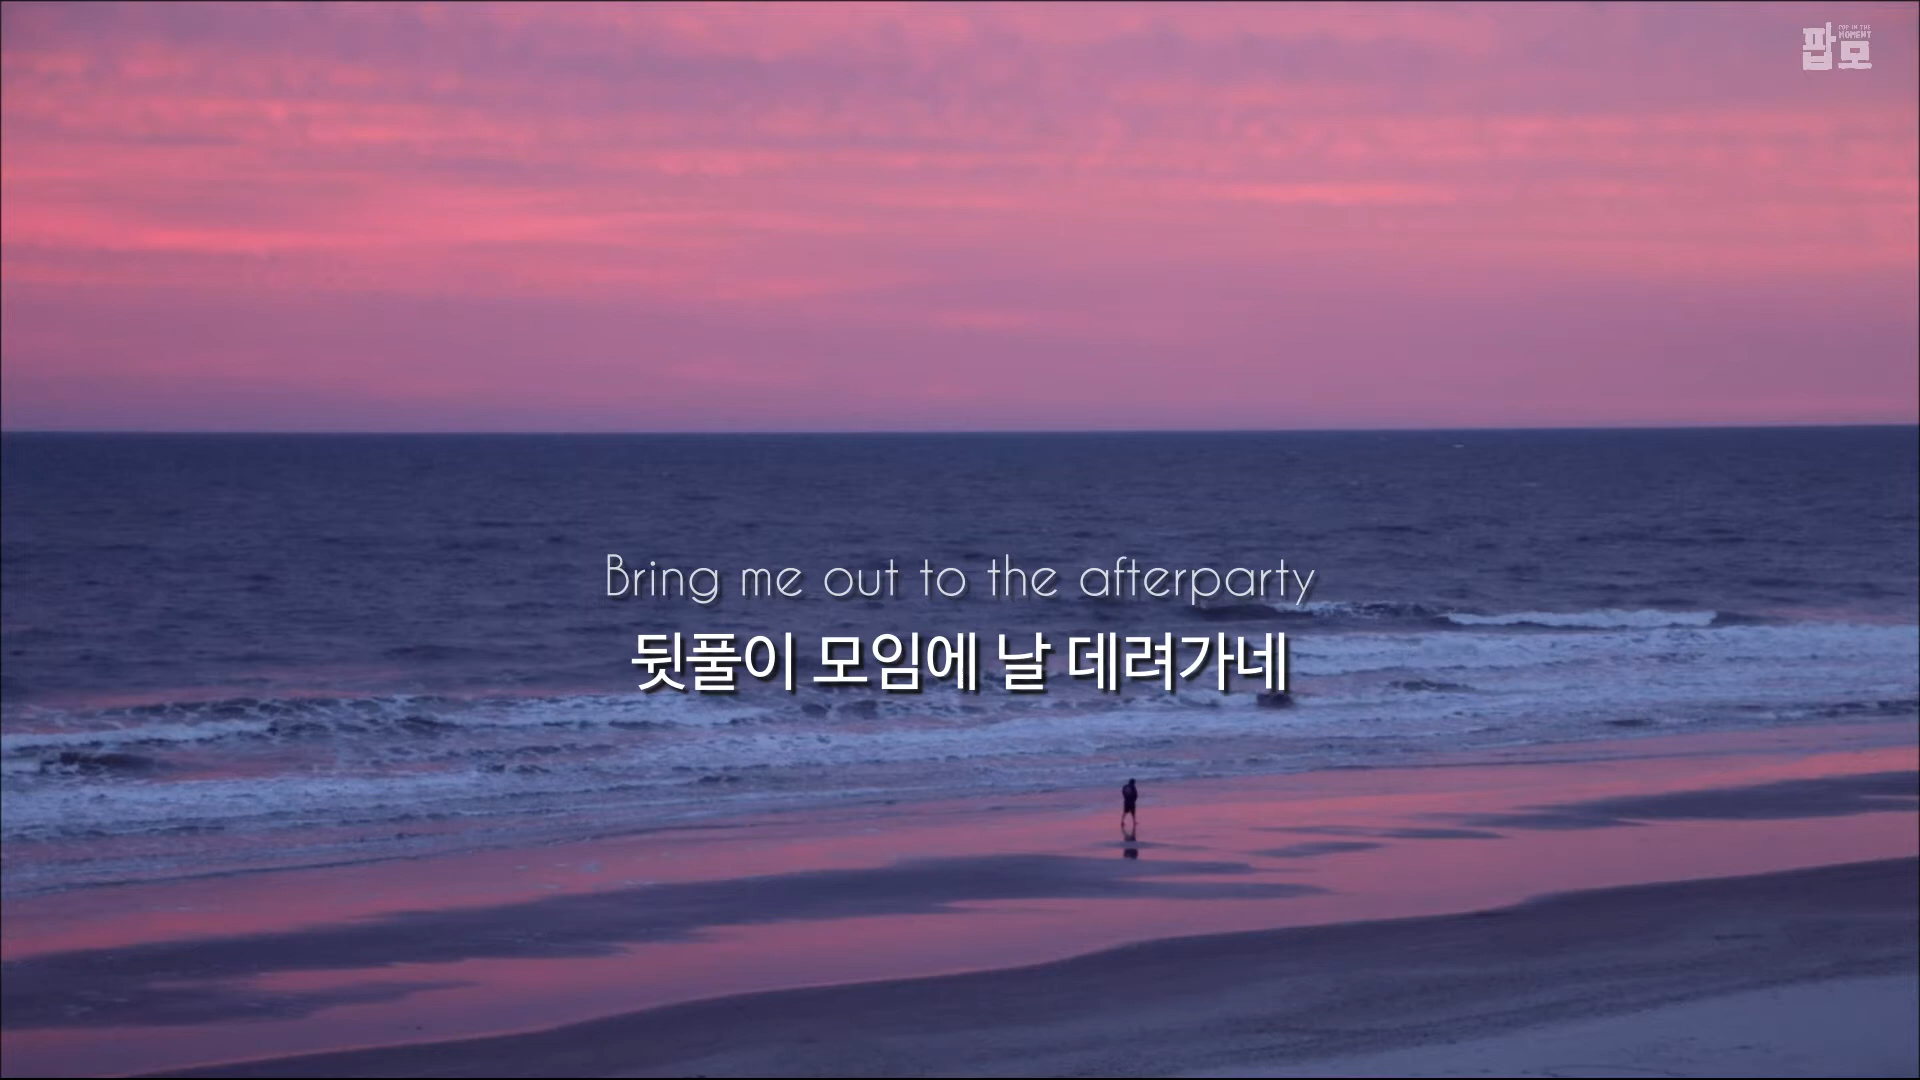 팝모
POP IN THE
MOMENT
Bring me out to the afterparty
뒷풀이 모임에 날 데려가네